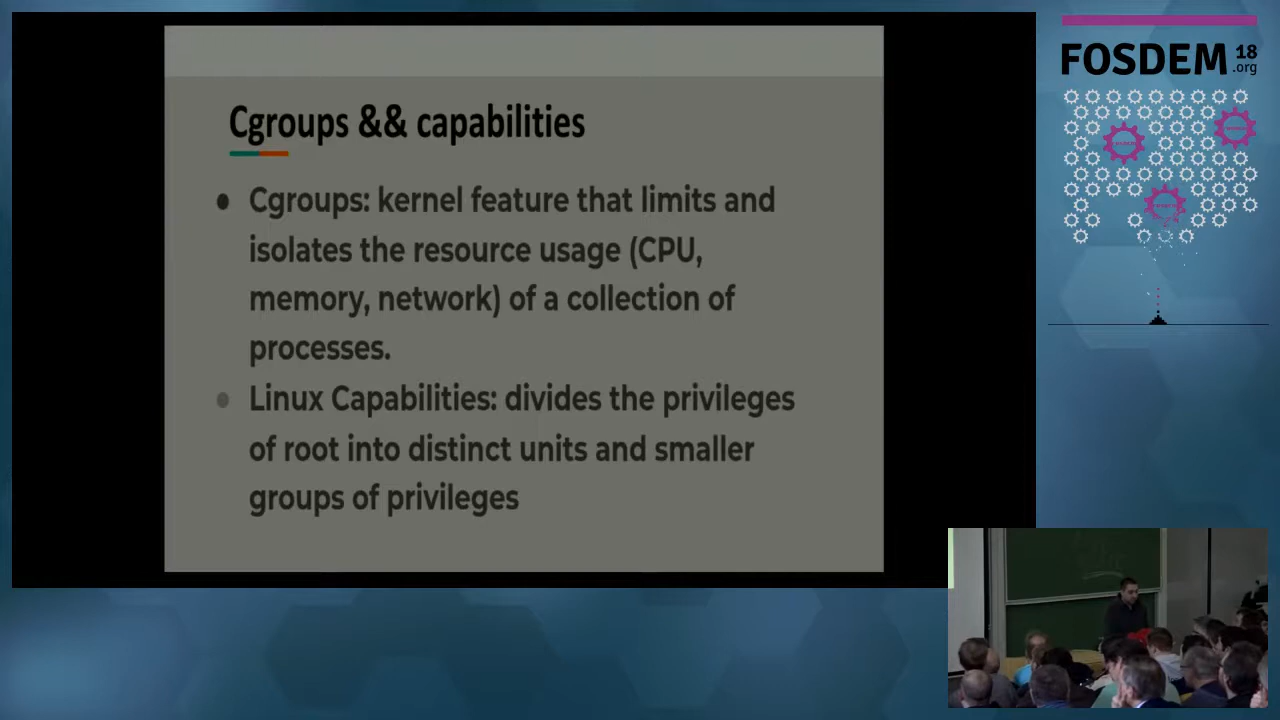 Cgroups && capabilities
● Cgroups: kernel feature that limits and
isolates the resource usage (CPU,
memory, network) of a collection of
processes.
● Linux Capabilities: divides the privileges
of root into distinct units and smaller
groups of privileges
FOSDEM 18
.org